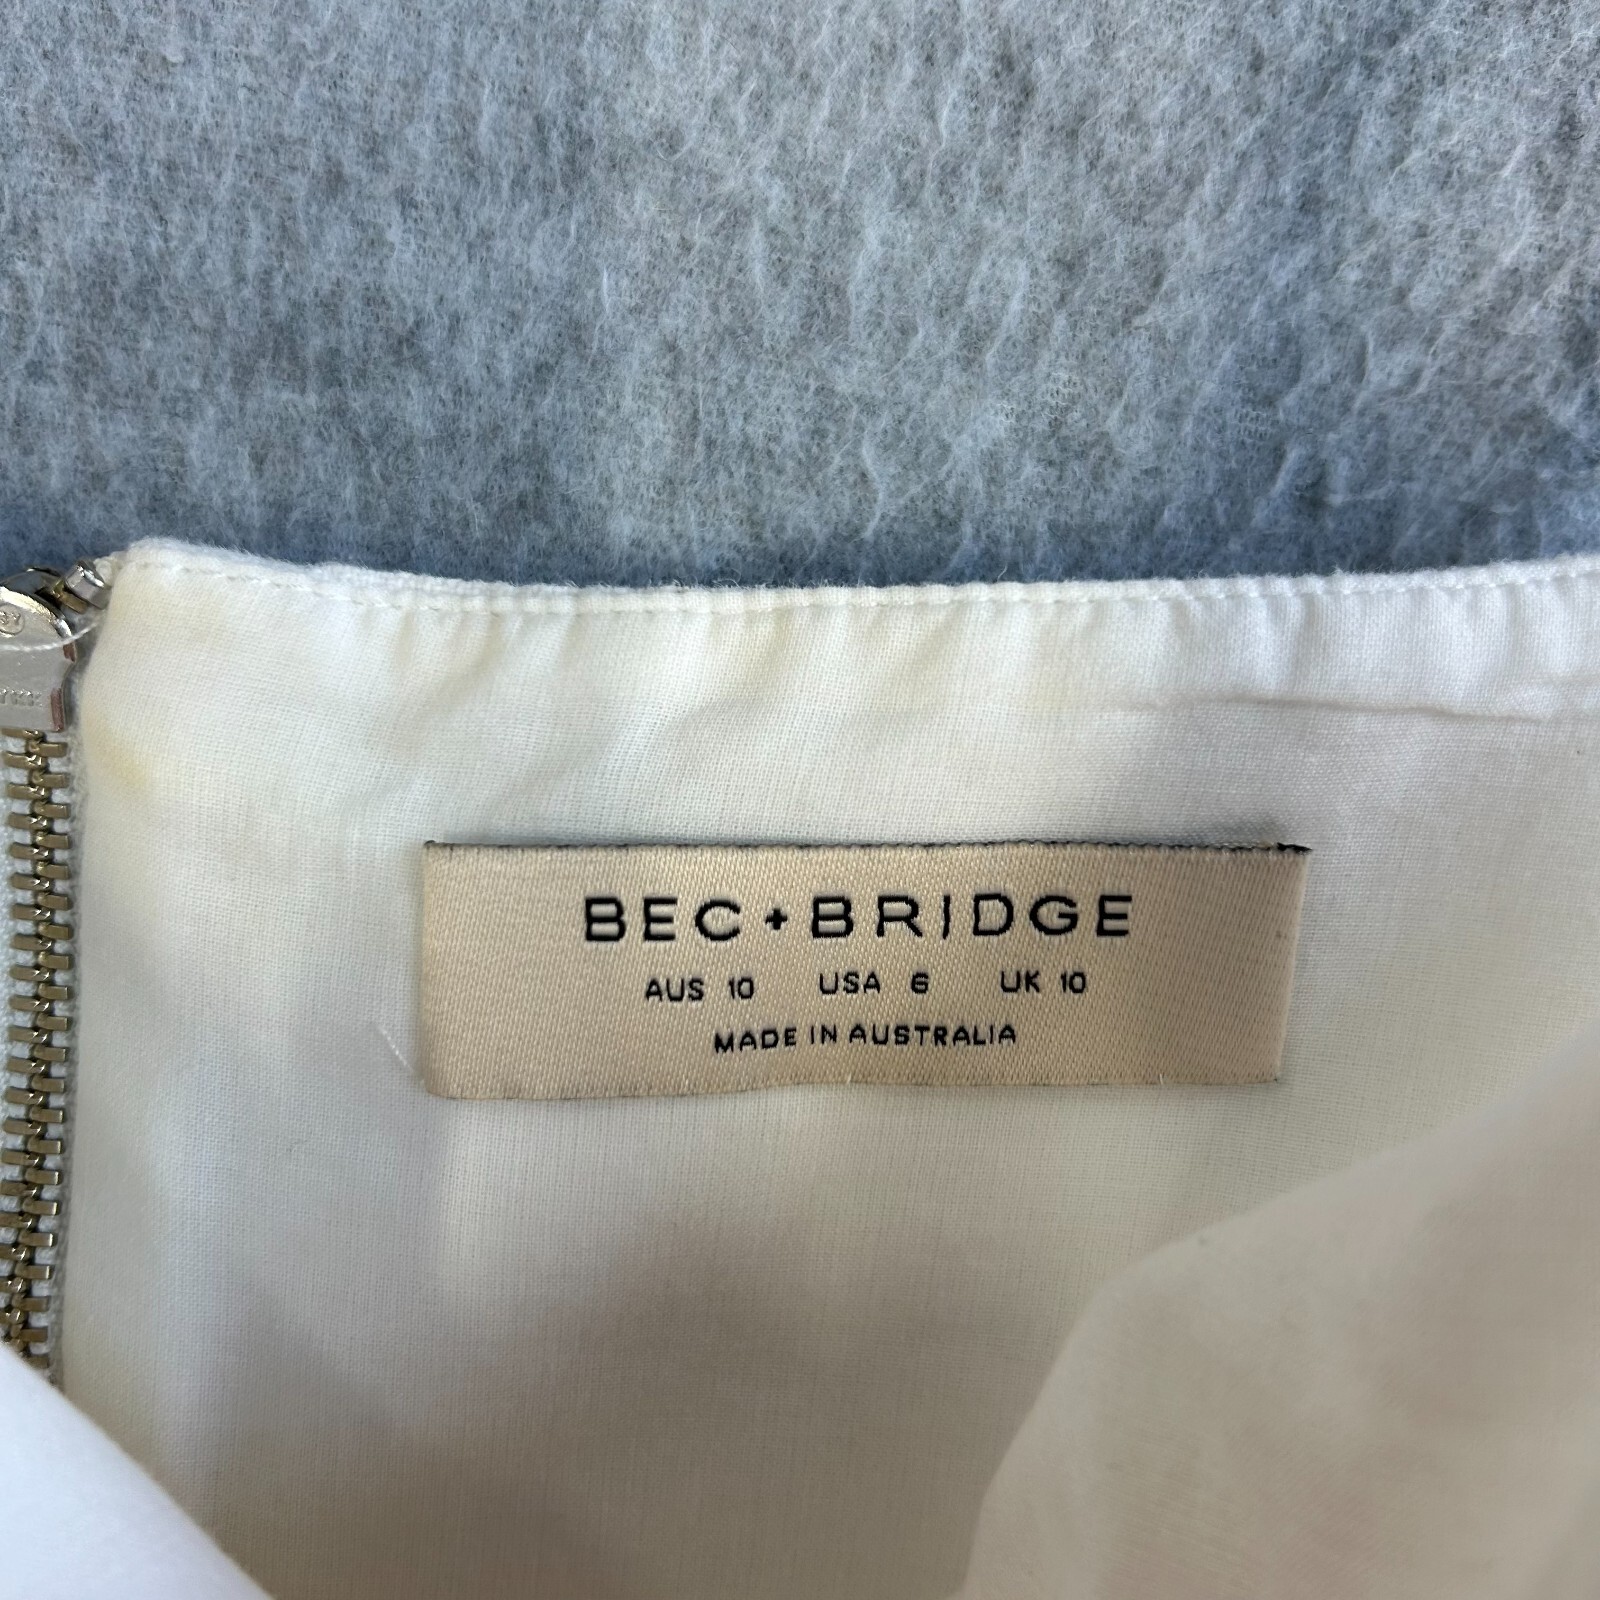 BEC+BRIDGE
AUS 10 USA 6 UK 10
MADE IN AUSTRALIA